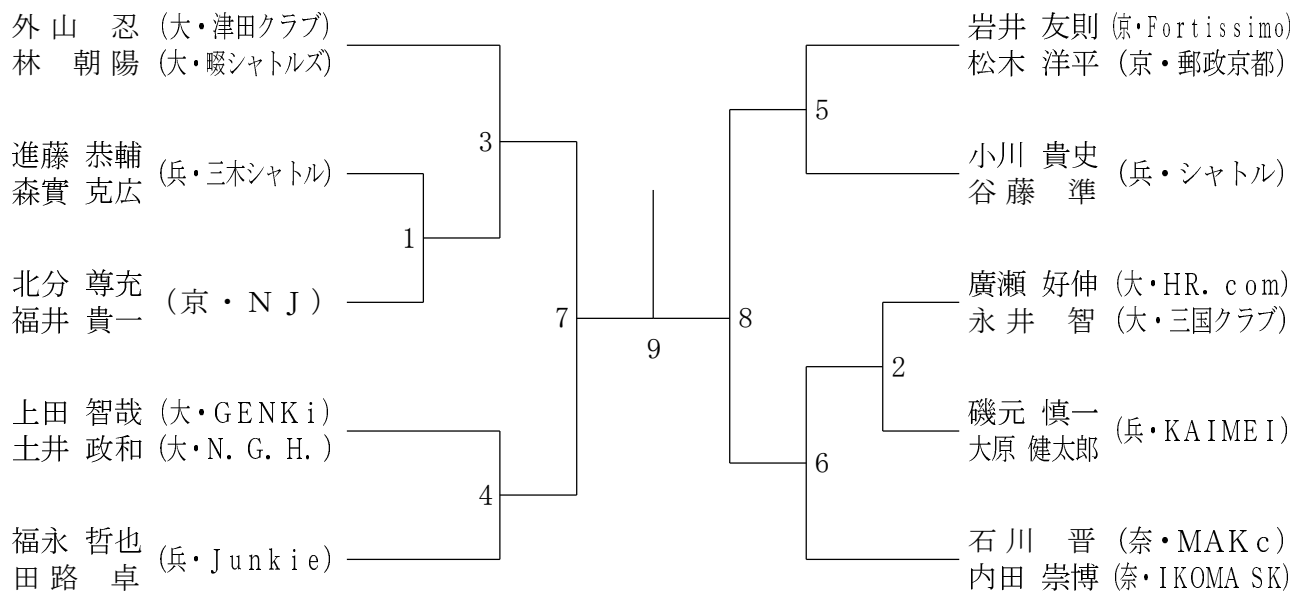 外山 忍 (大・津田クラブ)
林 朝陽 (大・畷シャトルズ)
進藤 恭輔
森實 克広
(兵・三木シャトル)
北分 尊充
福井 貴一
(京・ＮＪ)
上田 智哉 (大・GENKi)
土井 政和 (大・N. G. H. )
福永 哲也
田路 卓
(兵・Junkie)
3
1
7
4
9
8
5
2
6
岩井 友則 (京・Fortissimo)
松木 洋平 (京・郵政京都)
小川 貴史
谷藤 準
(兵・シャトル)
廣瀬 好伸 (大・HR. com)
永井 智 (大・三国クラブ)
磯元 慎一
大原 健太郎
(兵・KAIMEI)
石川 晋 (奈・MAKc)
内田 崇博 (奈・IKOMA SK)